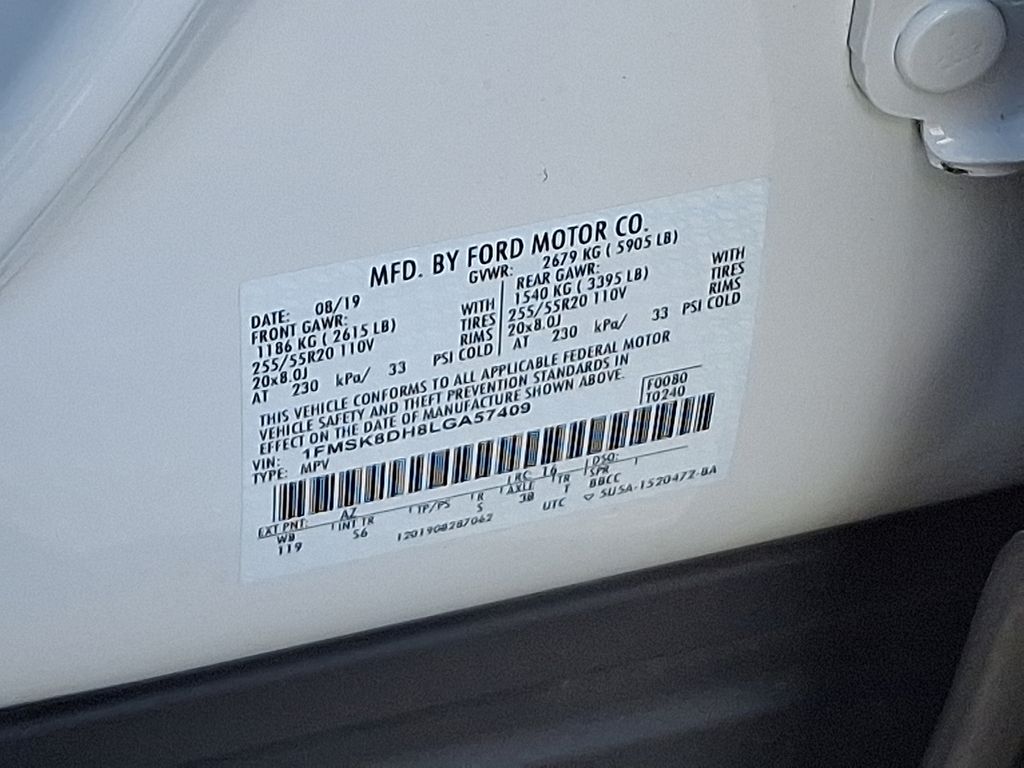 MFD. BY FORD MOTOR CO.
DATE: 08/19 GVWR: 2679 KG ( 5905 LB)
FRONT GAWR: REAR GAWR:
1186 KG ( 2615 LB) WITH 1540 KG ( 3395 LB) WITH
255/55R20 110V TIRES 255/55R20 110V TIRES
20x8.0J RIMS 20x8.0J RIMS
AT 230 kPa/ 33 PSI COLD AT 230 kPa/ 33 PSI COLD
THIS VEHICLE CONFORMS TO ALL APPLICABLE FEDERAL MOTOR
VEHICLE SAFETY AND THEFT PREVENTION STANDARDS IN
EFFECT ON THE DATE OF MANUFACTURE SHOWN ABOVE.
VIN: 1FMSK8DH8LGA57409 F0080
TYPE: MPV T0240
EXT PNT: AZ LRC 16 DSO:
WB INT TR TP/PS R AXLE TR SPR
119 S6 S 38 T BBCC
1201908287062 UTC ▽ 5U5A-1520472-BA